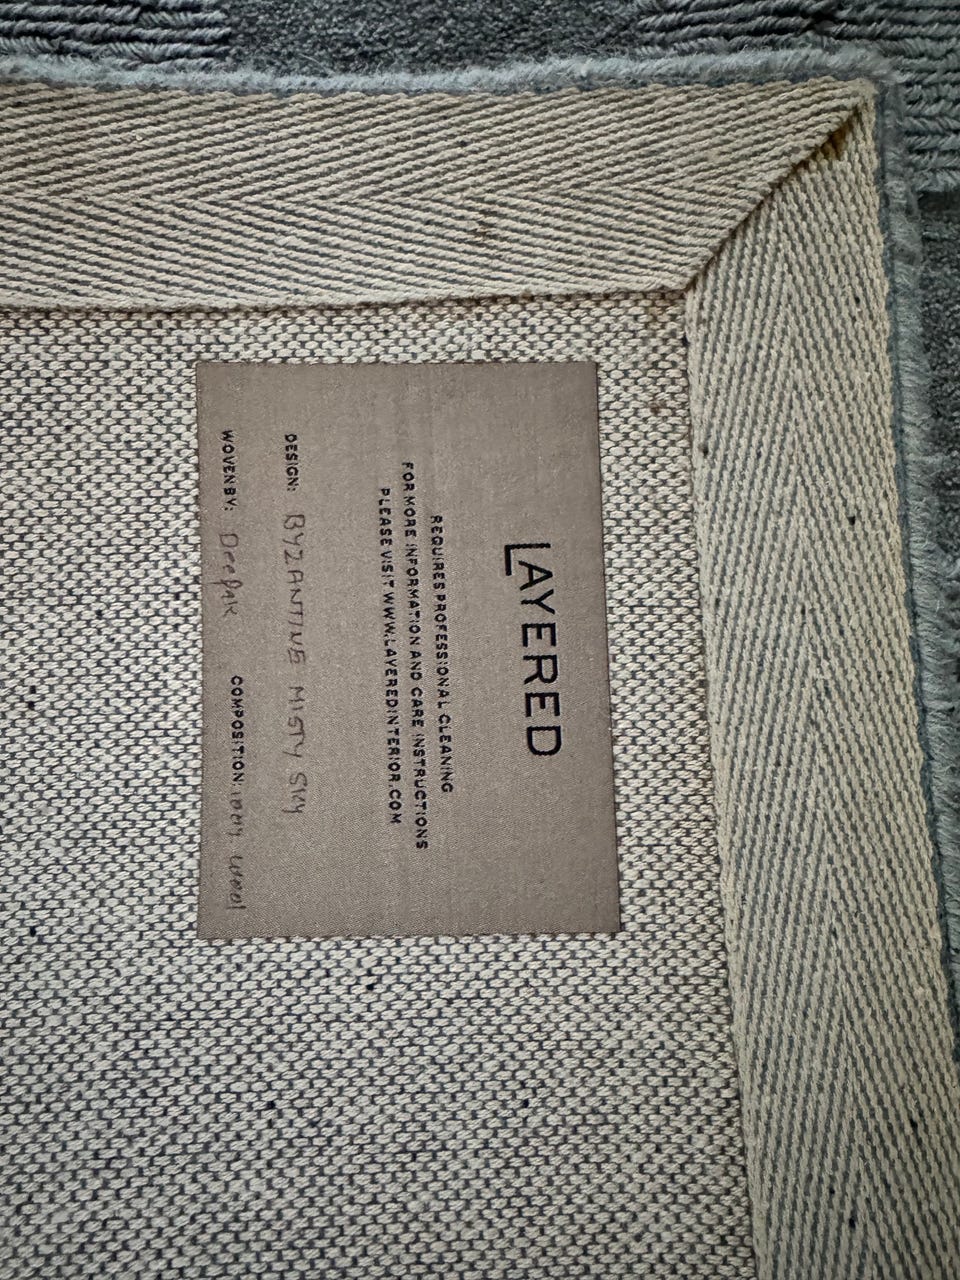 LAYERED
REQUIRES PROFESSIONAL CLEANING
FOR MORE INFORMATION AND CARE INSTRUCTIONS
PLEASE VISIT WWW.LAYEREDINTERIOR.COM
DESIGN: BYZANTINE MISTY SKY
WOVEN BY: Deepak COMPOSITION: 100% wool